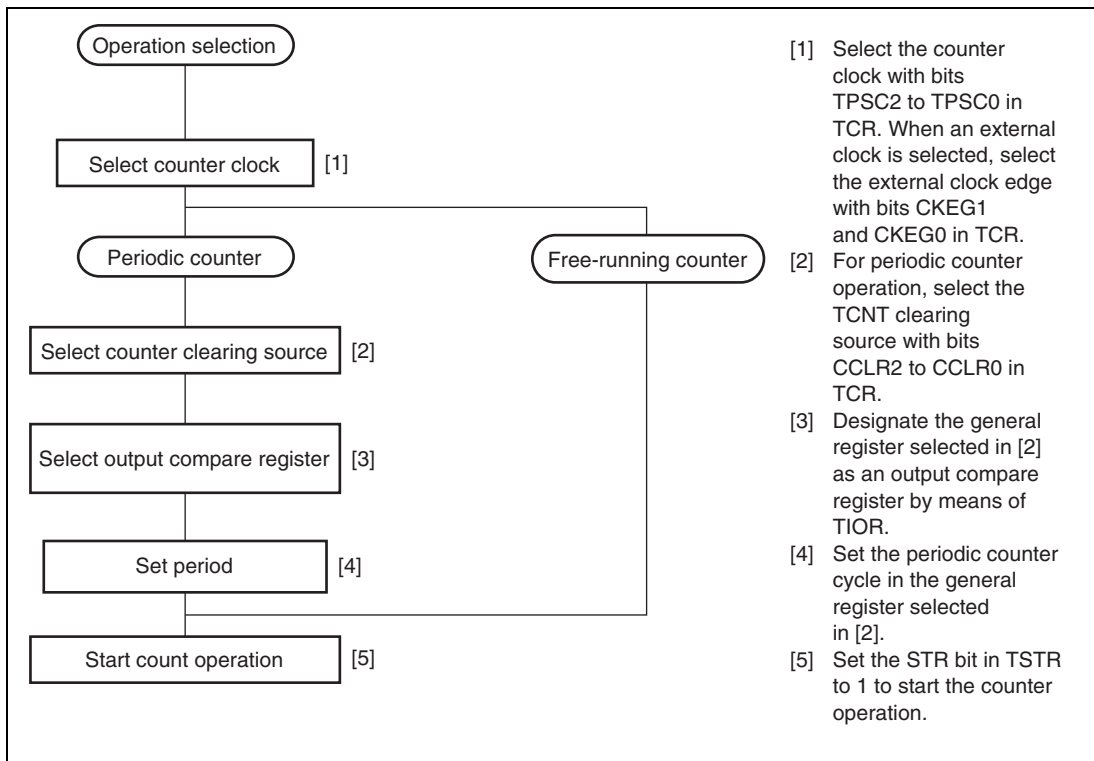 Operation selection
Select counter clock [1]
Periodic counter
Free-running counter
Select counter clearing source [2]
Select output compare register [3]
Set period [4]
Start count operation [5]
[1] Select the counter
clock with bits
TPSC2 to TPSC0 in
TCR. When an external
clock is selected, select
the external clock edge
with bits CKEG1
and CKEG0 in TCR.
[2] For periodic counter
operation, select the
TCNT clearing
source with bits
CCLR2 to CCLR0 in
TCR.
[3] Designate the general
register selected in [2]
as an output compare
register by means of
TIOR.
[4] Set the periodic counter
cycle in the general
register selected
in [2].
[5] Set the STR bit in TSTR
to 1 to start the counter
operation.